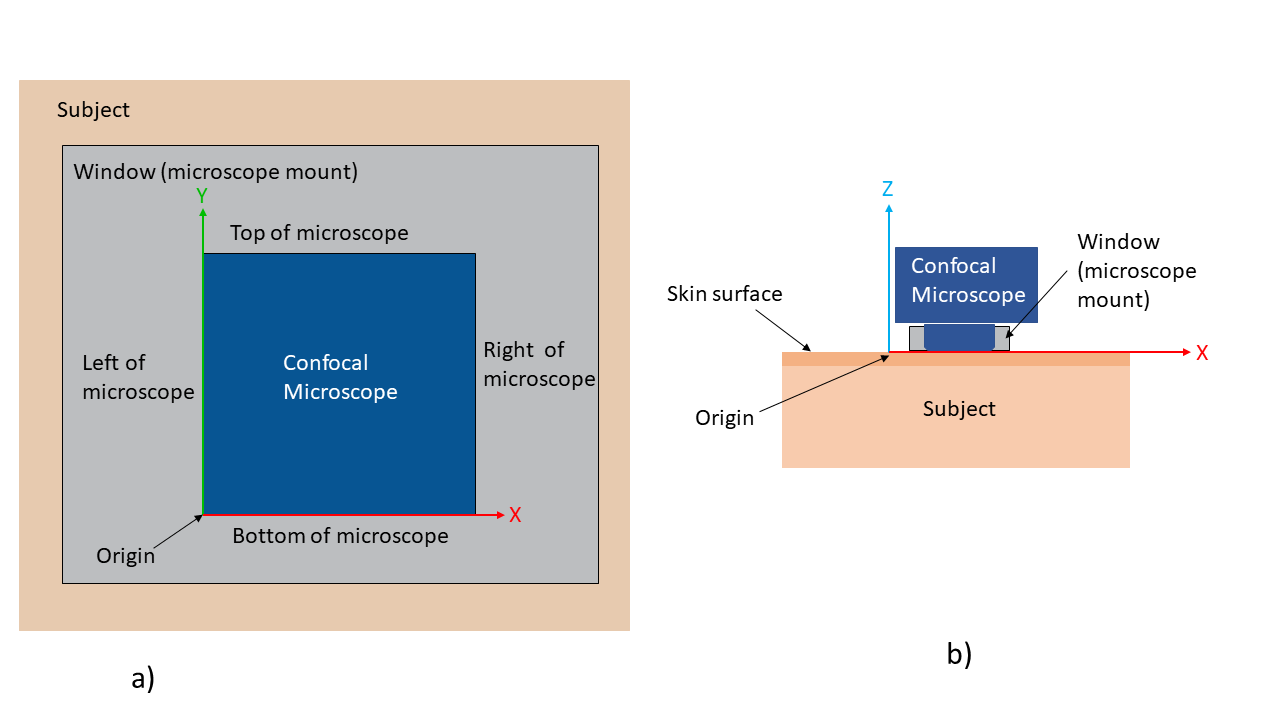 Subject
Window (microscope mount)
Y
Top of microscope
Left of
microscope
Confocal
Microscope
Right of
microscope
X
Bottom of microscope
Origin
a)
Z
Confocal
Microscope
Window
(microscope
mount)
Skin surface
X
Origin
Subject
b)